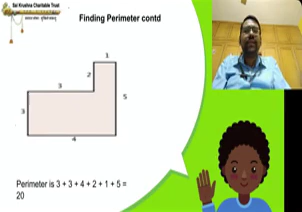 Sai Krushna Charitable Trust
Finding Perimeter contd
1
2
3
5
3
4
Perimeter is 3 + 3 + 4 + 2 + 1 + 5 =
20